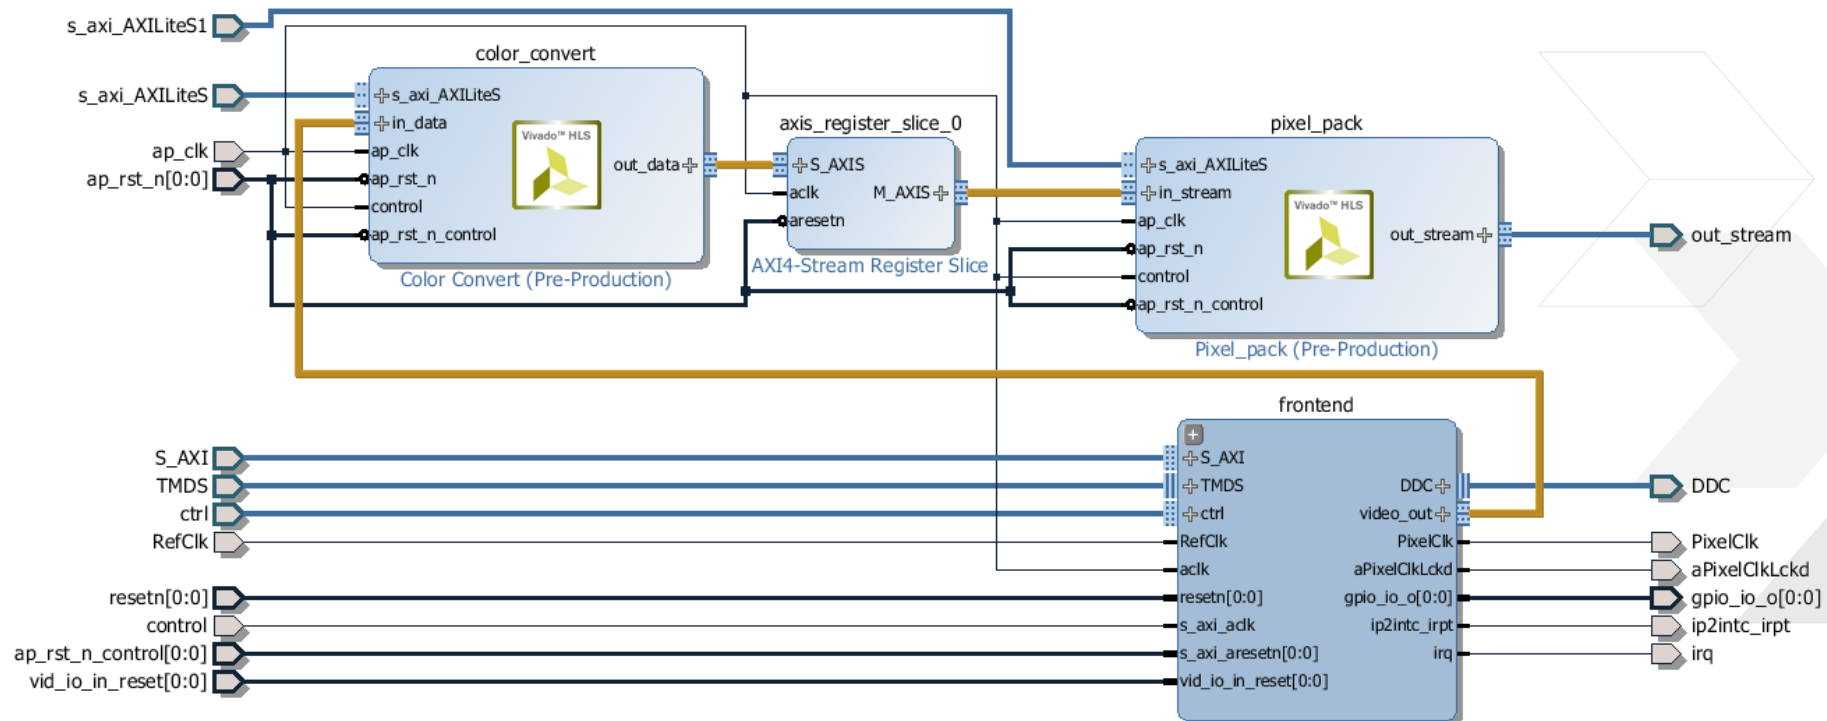 s_axi_AXILiteS1
s_axi_AXILiteS
ap_clk
ap_rst_n[0:0]
color_convert
s_axi_AXILiteS
in_data
ap_clk
ap_rst_n
control
ap_rst_n_control
Vivado™ HLS
out_data
Color Convert (Pre-Production)
axis_register_slice_0
S_AXIS
aclk
aresetn
M_AXIS
AXI4-Stream Register Slice
pixel_pack
s_axi_AXILiteS
in_stream
ap_clk
ap_rst_n
control
ap_rst_n_control
Vivado™ HLS
out_stream
Pixel_pack (Pre-Production)
out_stream
S_AXI
TMDS
ctrl
RefClk
resetn[0:0]
control
ap_rst_n_control[0:0]
vid_io_in_reset[0:0]
frontend
S_AXI
TMDS
ctrl
RefClk
aclk
resetn[0:0]
s_axi_aclk
s_axi_aresetn[0:0]
vid_io_in_reset[0:0]
DDC
video_out
PixelClk
aPixelClkLckd
gpio_io_o[0:0]
ip2intc_irpt
irq
DDC
PixelClk
aPixelClkLckd
gpio_io_o[0:0]
ip2intc_irpt
irq